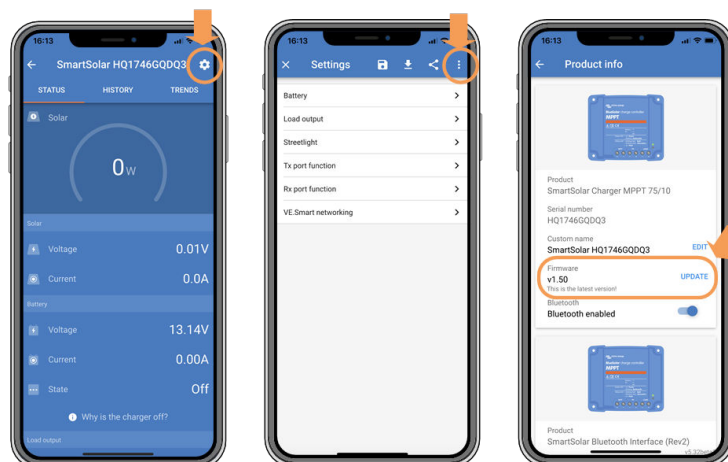 16:13
SmartSolar HQ1746GQDQ3
STATUS HISTORY TRENDS
Solar
0W
Solar
Voltage 0.01V
Current 0.0A
Battery
Voltage 13.14V
Current 0.00A
State Off
Why is the charger off?
Load output
16:13
Settings
Battery
Load output
Streetlight
Tx port function
Rx port function
VE.Smart networking
16:13
Product info
MPPT
Product
SmartSolar Charger MPPT 75/10
Serial number
HQ1746GQDQ3
Custom name
SmartSolar HQ1746GQDQ3 EDIT
Firmware
v1.50 UPDATE
This is the latest version!
Bluetooth
Bluetooth enabled
MPPT
Product
SmartSolar Bluetooth Interface (Rev2)